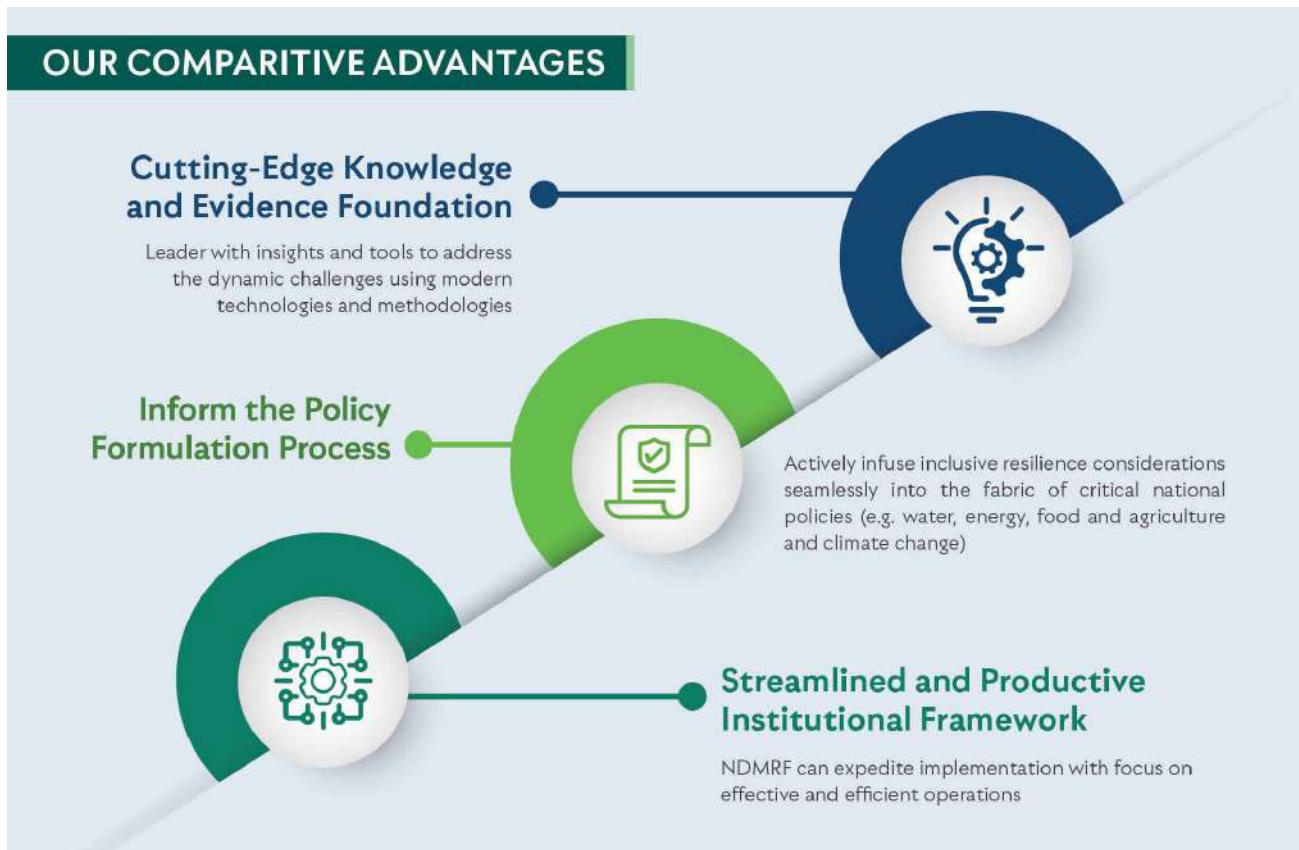 OUR COMPARITIVE ADVANTAGES
Cutting-Edge Knowledge
and Evidence Foundation
Leader with insights and tools to address
the dynamic challenges using modern
technologies and methodologies
Inform the Policy
Formulation Process
Actively infuse inclusive resilience considerations
seamlessly into the fabric of critical national
policies (e.g. water, energy, food and agriculture
and climate change)
Streamlined and Productive
Institutional Framework
NDMRF can expedite implementation with focus on
effective and efficient operations